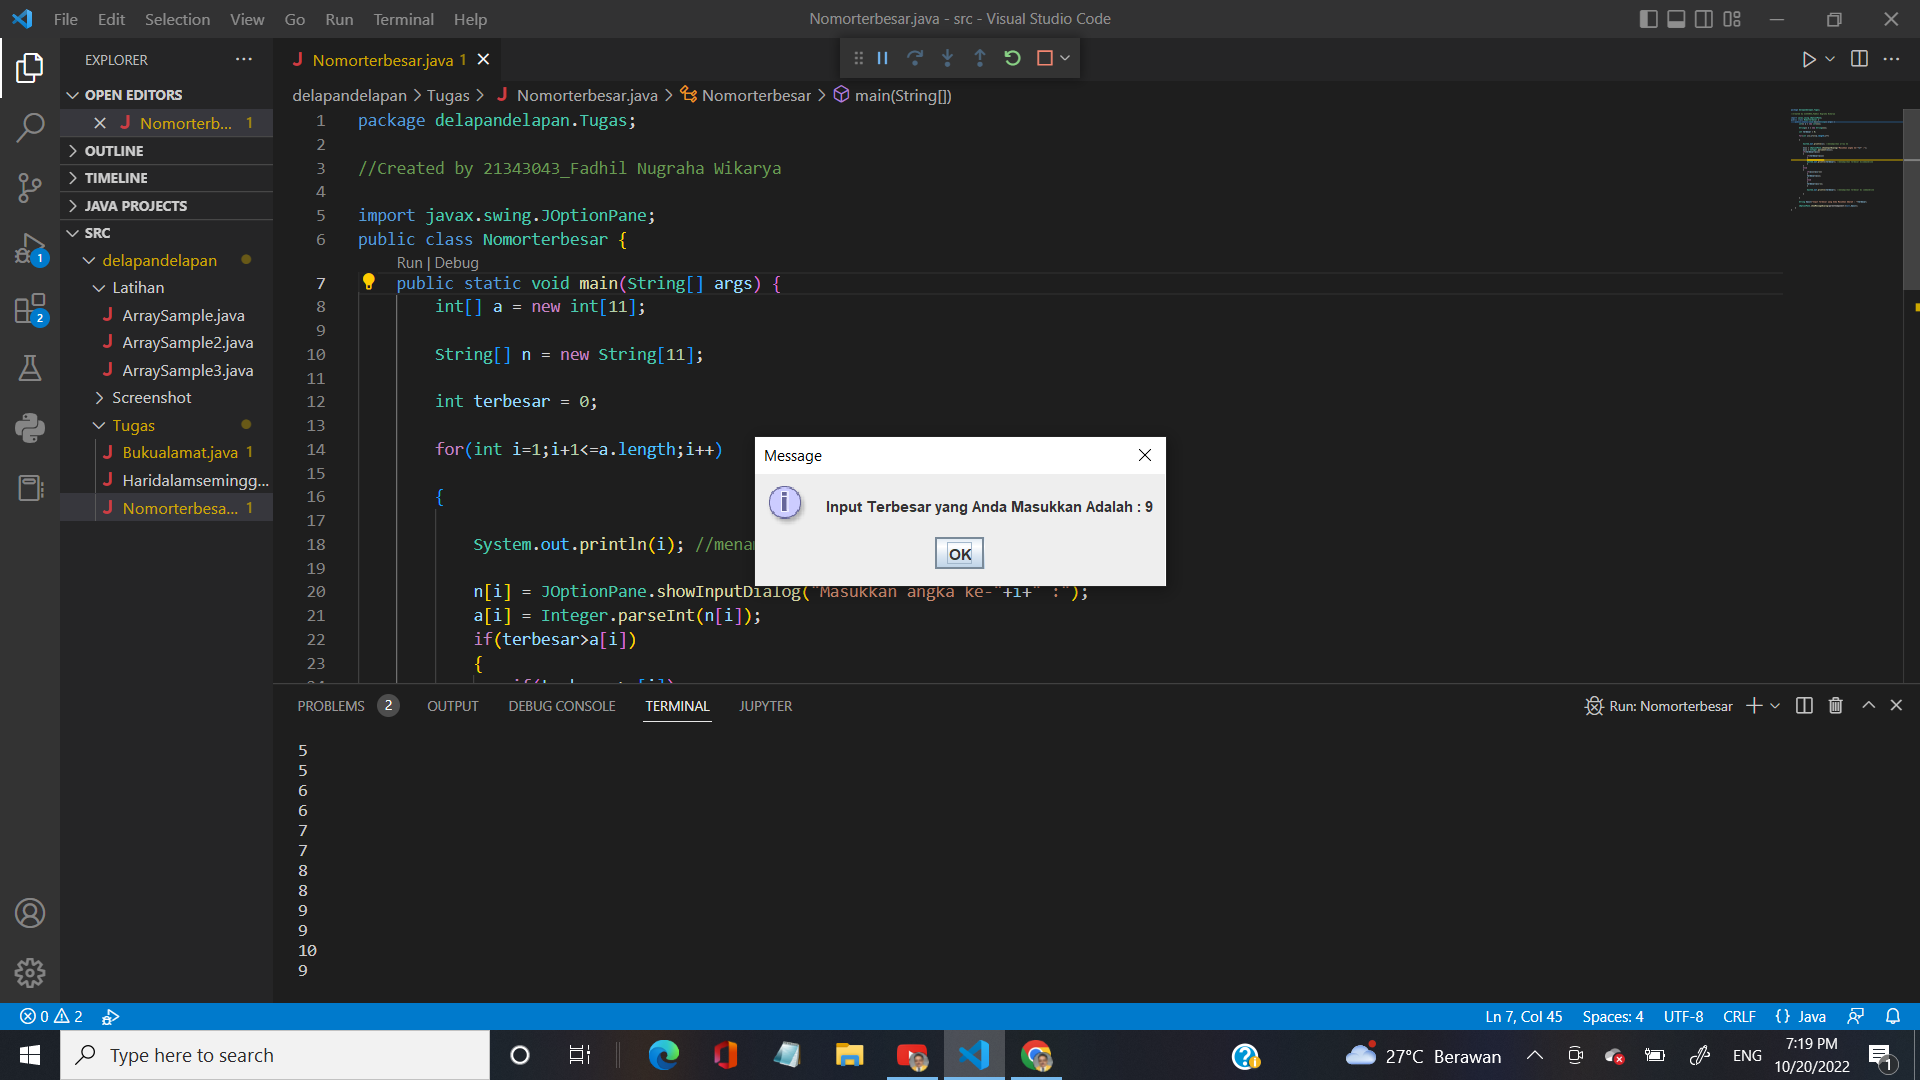 File Edit Selection View Go Run Terminal Help
Nomorterbesar.java - src - Visual Studio Code
EXPLORER
OPEN EDITORS
Nomorterb... 1
OUTLINE
TIMELINE
JAVA PROJECTS
SRC
delapandelapan
Latihan
ArraySample.java
ArraySample2.java
ArraySample3.java
Screenshot
Tugas
Bukualamat.java 1
Haridalamseming...
Nomorterbesa... 1
1
2
Nomorterbesar.java 1
delapandelapan > Tugas > Nomorterbesar.java > Nomorterbesar > main(String[])
1 package delapandelapan.Tugas;
2
3 //Created by 21343043_Fadhil Nugraha Wikarya
4
5 import javax.swing.JOptionPane;
6 public class Nomorterbesar {
Run | Debug
7 public static void main(String[] args) {
8 int[] a = new int[11];
9
10 String[] n = new String[11];
11
12 int terbesar = 0;
13
14 for(int i=1;i+1<=a.length;i++)
15
16 {
17
18 System.out.println(i); //mena
19
20 n[i] = JOptionPane.showInputDialog("Masukkan angka ke-"+i+" :");
21 a[i] = Integer.parseInt(n[i]);
22 if(terbesar>a[i])
23 {
Message
Input Terbesar yang Anda Masukkan Adalah : 9
OK
PROBLEMS 2 OUTPUT DEBUG CONSOLE TERMINAL JUPYTER
Run: Nomorterbesar
5
5
6
6
7
7
8
8
9
9
10
9
0 2
Ln 7, Col 45 Spaces: 4 UTF-8 CRLF {} Java
Type here to search
27°C Berawan
ENG
7:19 PM
10/20/2022
1